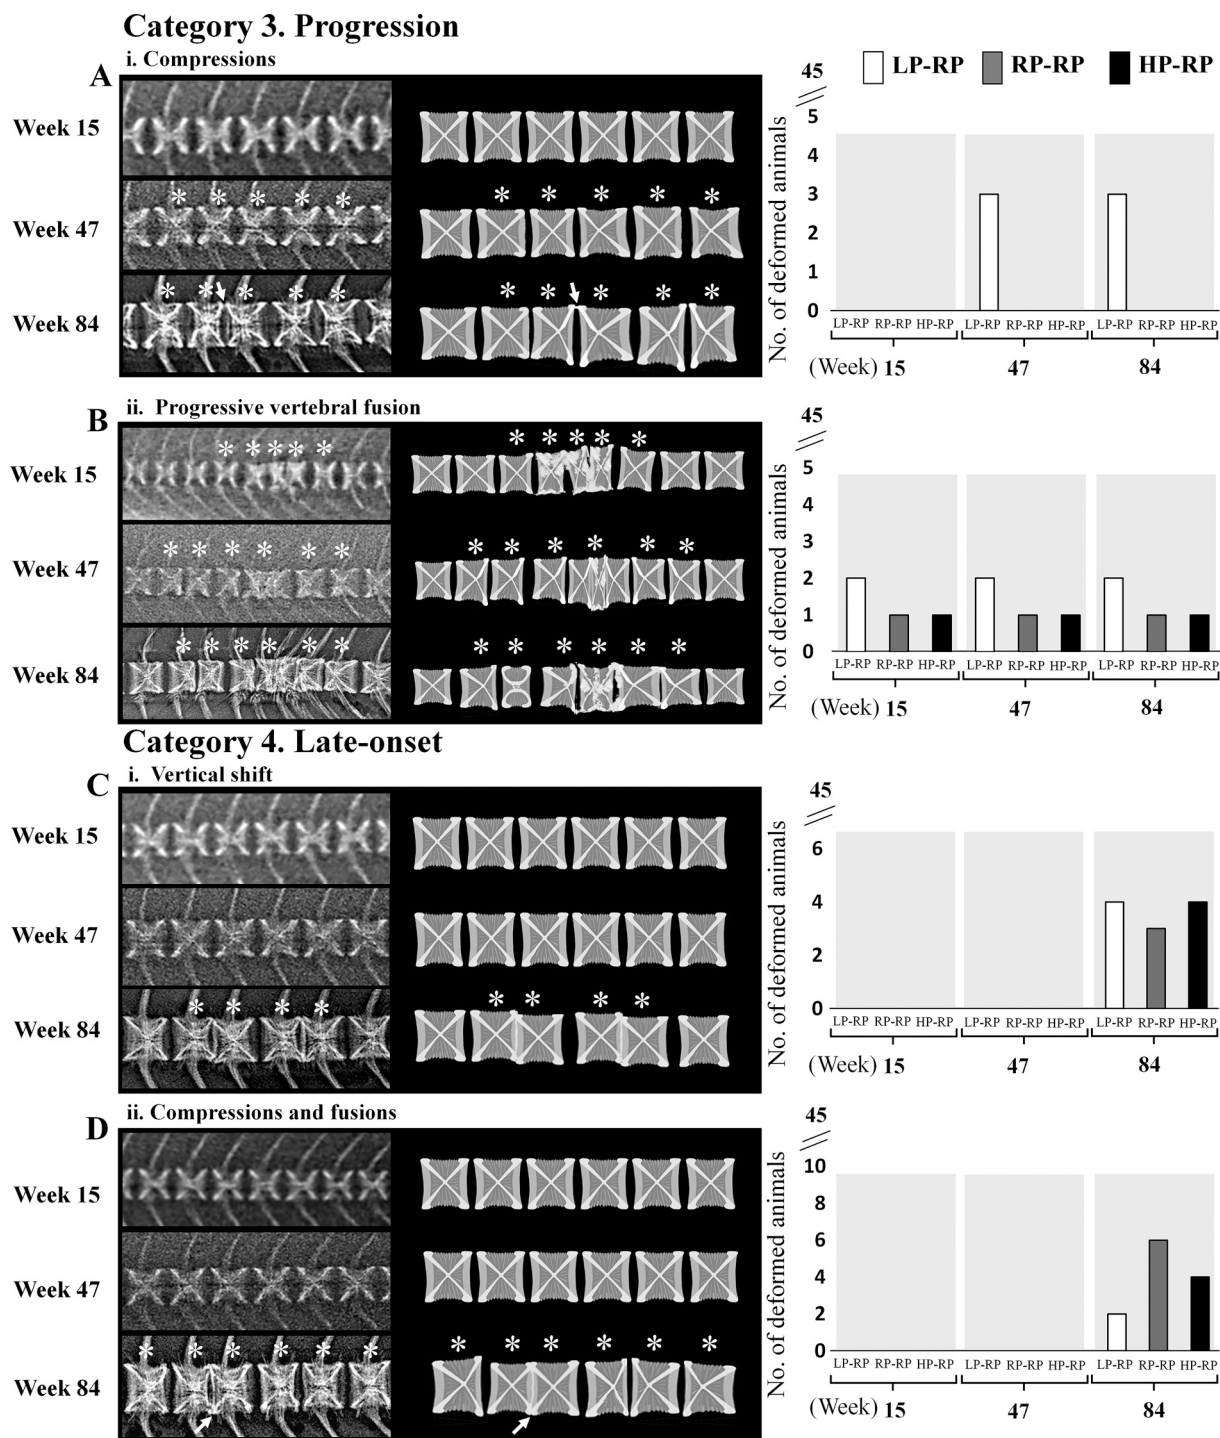 Category 3. Progression
i. Compressions
A
Week 15
Week 47
Week 84
LP-RP RP-RP HP-RP
No. of deformed animals
45
5
4
3
2
1
0
LP-RP RP-RP HP-RP LP-RP RP-RP HP-RP LP-RP RP-RP HP-RP
(Week) 15 47 84
B
ii. Progressive vertebral fusion
Week 15
Week 47
Week 84
No. of deformed animals
45
5
4
3
2
1
0
LP-RP RP-RP HP-RP LP-RP RP-RP HP-RP LP-RP RP-RP HP-RP
(Week) 15 47 84
Category 4. Late-onset
i. Vertical shift
C
Week 15
Week 47
Week 84
No. of deformed animals
45
6
4
2
0
LP-RP RP-RP HP-RP LP-RP RP-RP HP-RP LP-RP RP-RP HP-RP
(Week) 15 47 84
ii. Compressions and fusions
D
Week 15
Week 47
Week 84
No. of deformed animals
45
10
8
6
4
2
0
LP-RP RP-RP HP-RP LP-RP RP-RP HP-RP LP-RP RP-RP HP-RP
(Week) 15 47 84